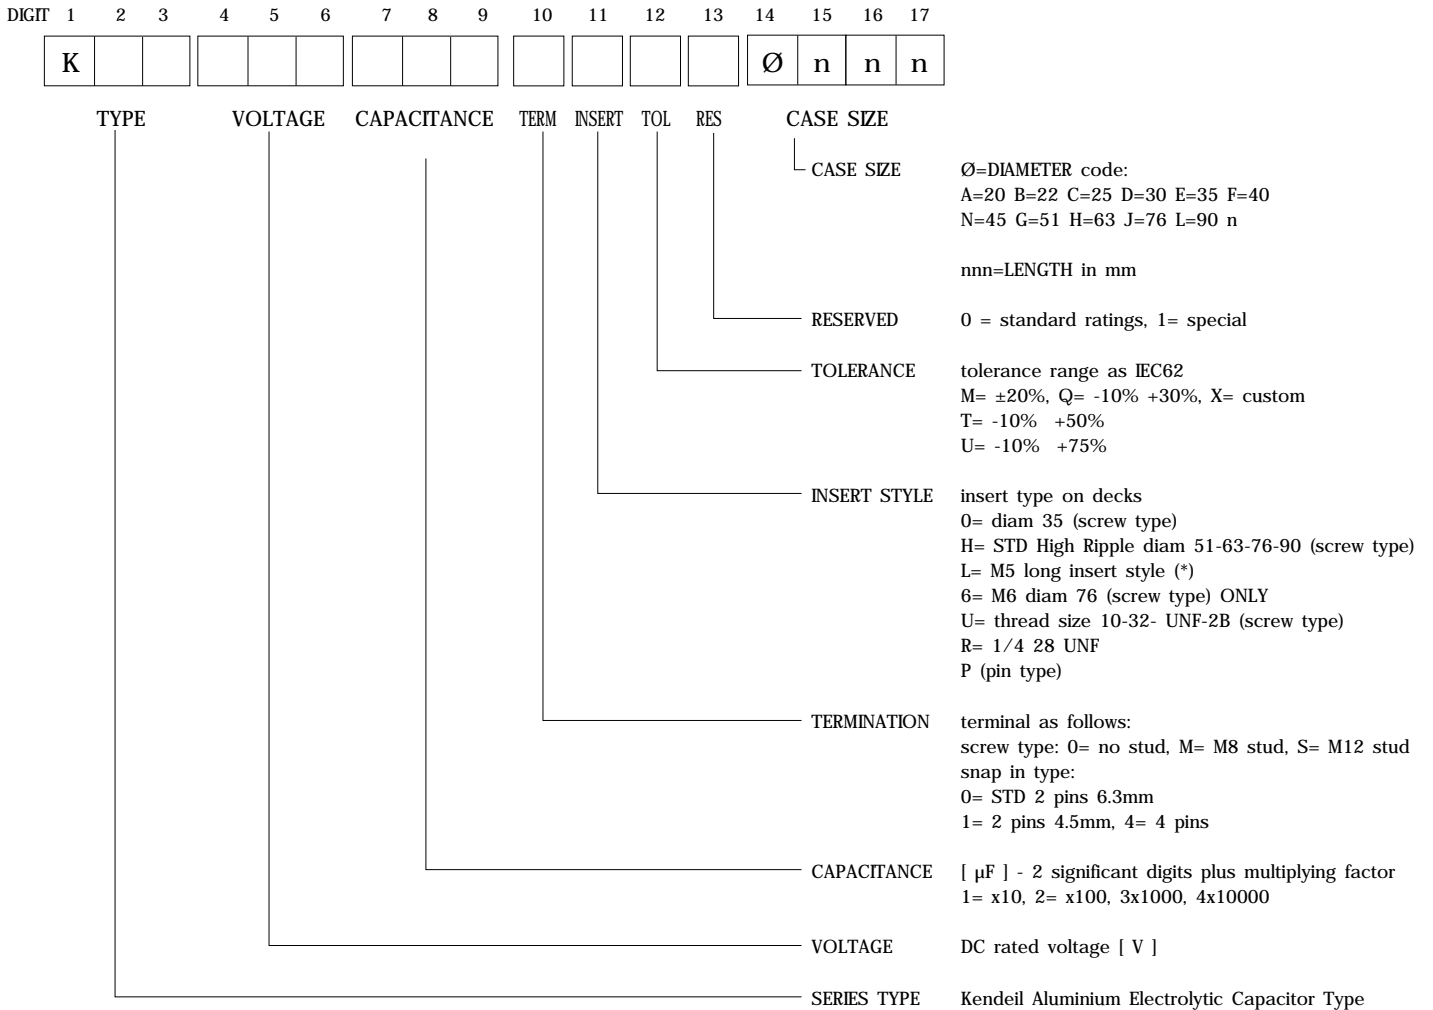 DIGIT 1 2 3 4 5 6 7 8 9 10 11 12 13 14 15 16 17
K Ø n n n
TYPE VOLTAGE CAPACITANCE TERM INSERT TOL RES CASE SIZE
CASE SIZE Ø=DIAMETER code:
A=20 B=22 C=25 D=30 E=35 F=40
N=45 G=51 H=63 J=76 L=90 n
nnn=LENGTH in mm
RESERVED 0 = standard ratings, 1= special
TOLERANCE tolerance range as IEC62
M= ±20%, Q= -10% +30%, X= custom
T= -10% +50%
U= -10% +75%
INSERT STYLE insert type on decks
0= diam 35 (screw type)
H= STD High Ripple diam 51-63-76-90 (screw type)
L= M5 long insert style (*)
6= M6 diam 76 (screw type) ONLY
U= thread size 10-32- UNF-2B (screw type)
R= 1/4 28 UNF
P (pin type)
TERMINATION terminal as follows:
screw type: 0= no stud, M= M8 stud, S= M12 stud
snap in type:
0= STD 2 pins 6.3mm
1= 2 pins 4.5mm, 4= 4 pins
CAPACITANCE [ µF ] - 2 significant digits plus multiplying factor
1= x10, 2= x100, 3x1000, 4x10000
VOLTAGE DC rated voltage [ V ]
SERIES TYPE Kendeil Aluminium Electrolytic Capacitor Type